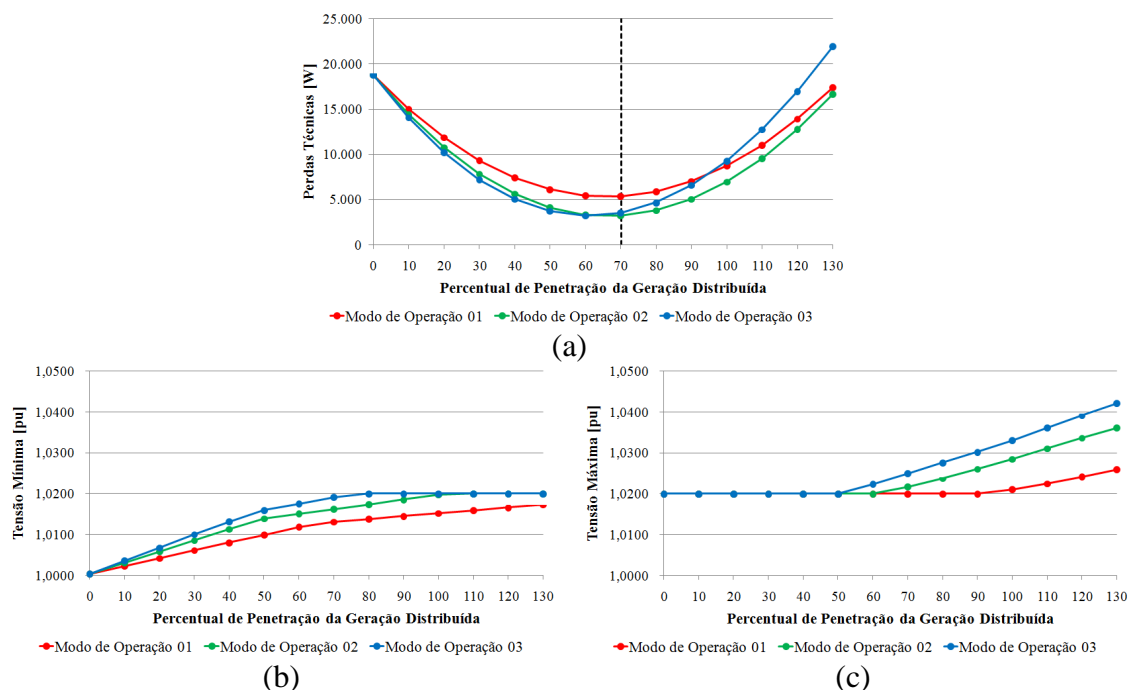 25.000
20.000
15.000
10.000
5.000
0
Perdas Técnicas [W]
0 10 20 30 40 50 60 70 80 90 100 110 120 130
Percentual de Penetração da Geração Distribuída
Modo de Operação 01 Modo de Operação 02 Modo de Operação 03
(a)
1,0500
1,0400
1,0300
1,0200
1,0100
1,0000
Tensão Mínima [pu]
0 10 20 30 40 50 60 70 80 90 100 110 120 130
Percentual de Penetração da Geração Distribuída
Modo de Operação 01 Modo de Operação 02 Modo de Operação 03
(b)
1,0500
1,0400
1,0300
1,0200
1,0100
1,0000
Tensão Máxima [pu]
0 10 20 30 40 50 60 70 80 90 100 110 120 130
Percentual de Penetração da Geração Distribuída
Modo de Operação 01 Modo de Operação 02 Modo de Operação 03
(c)